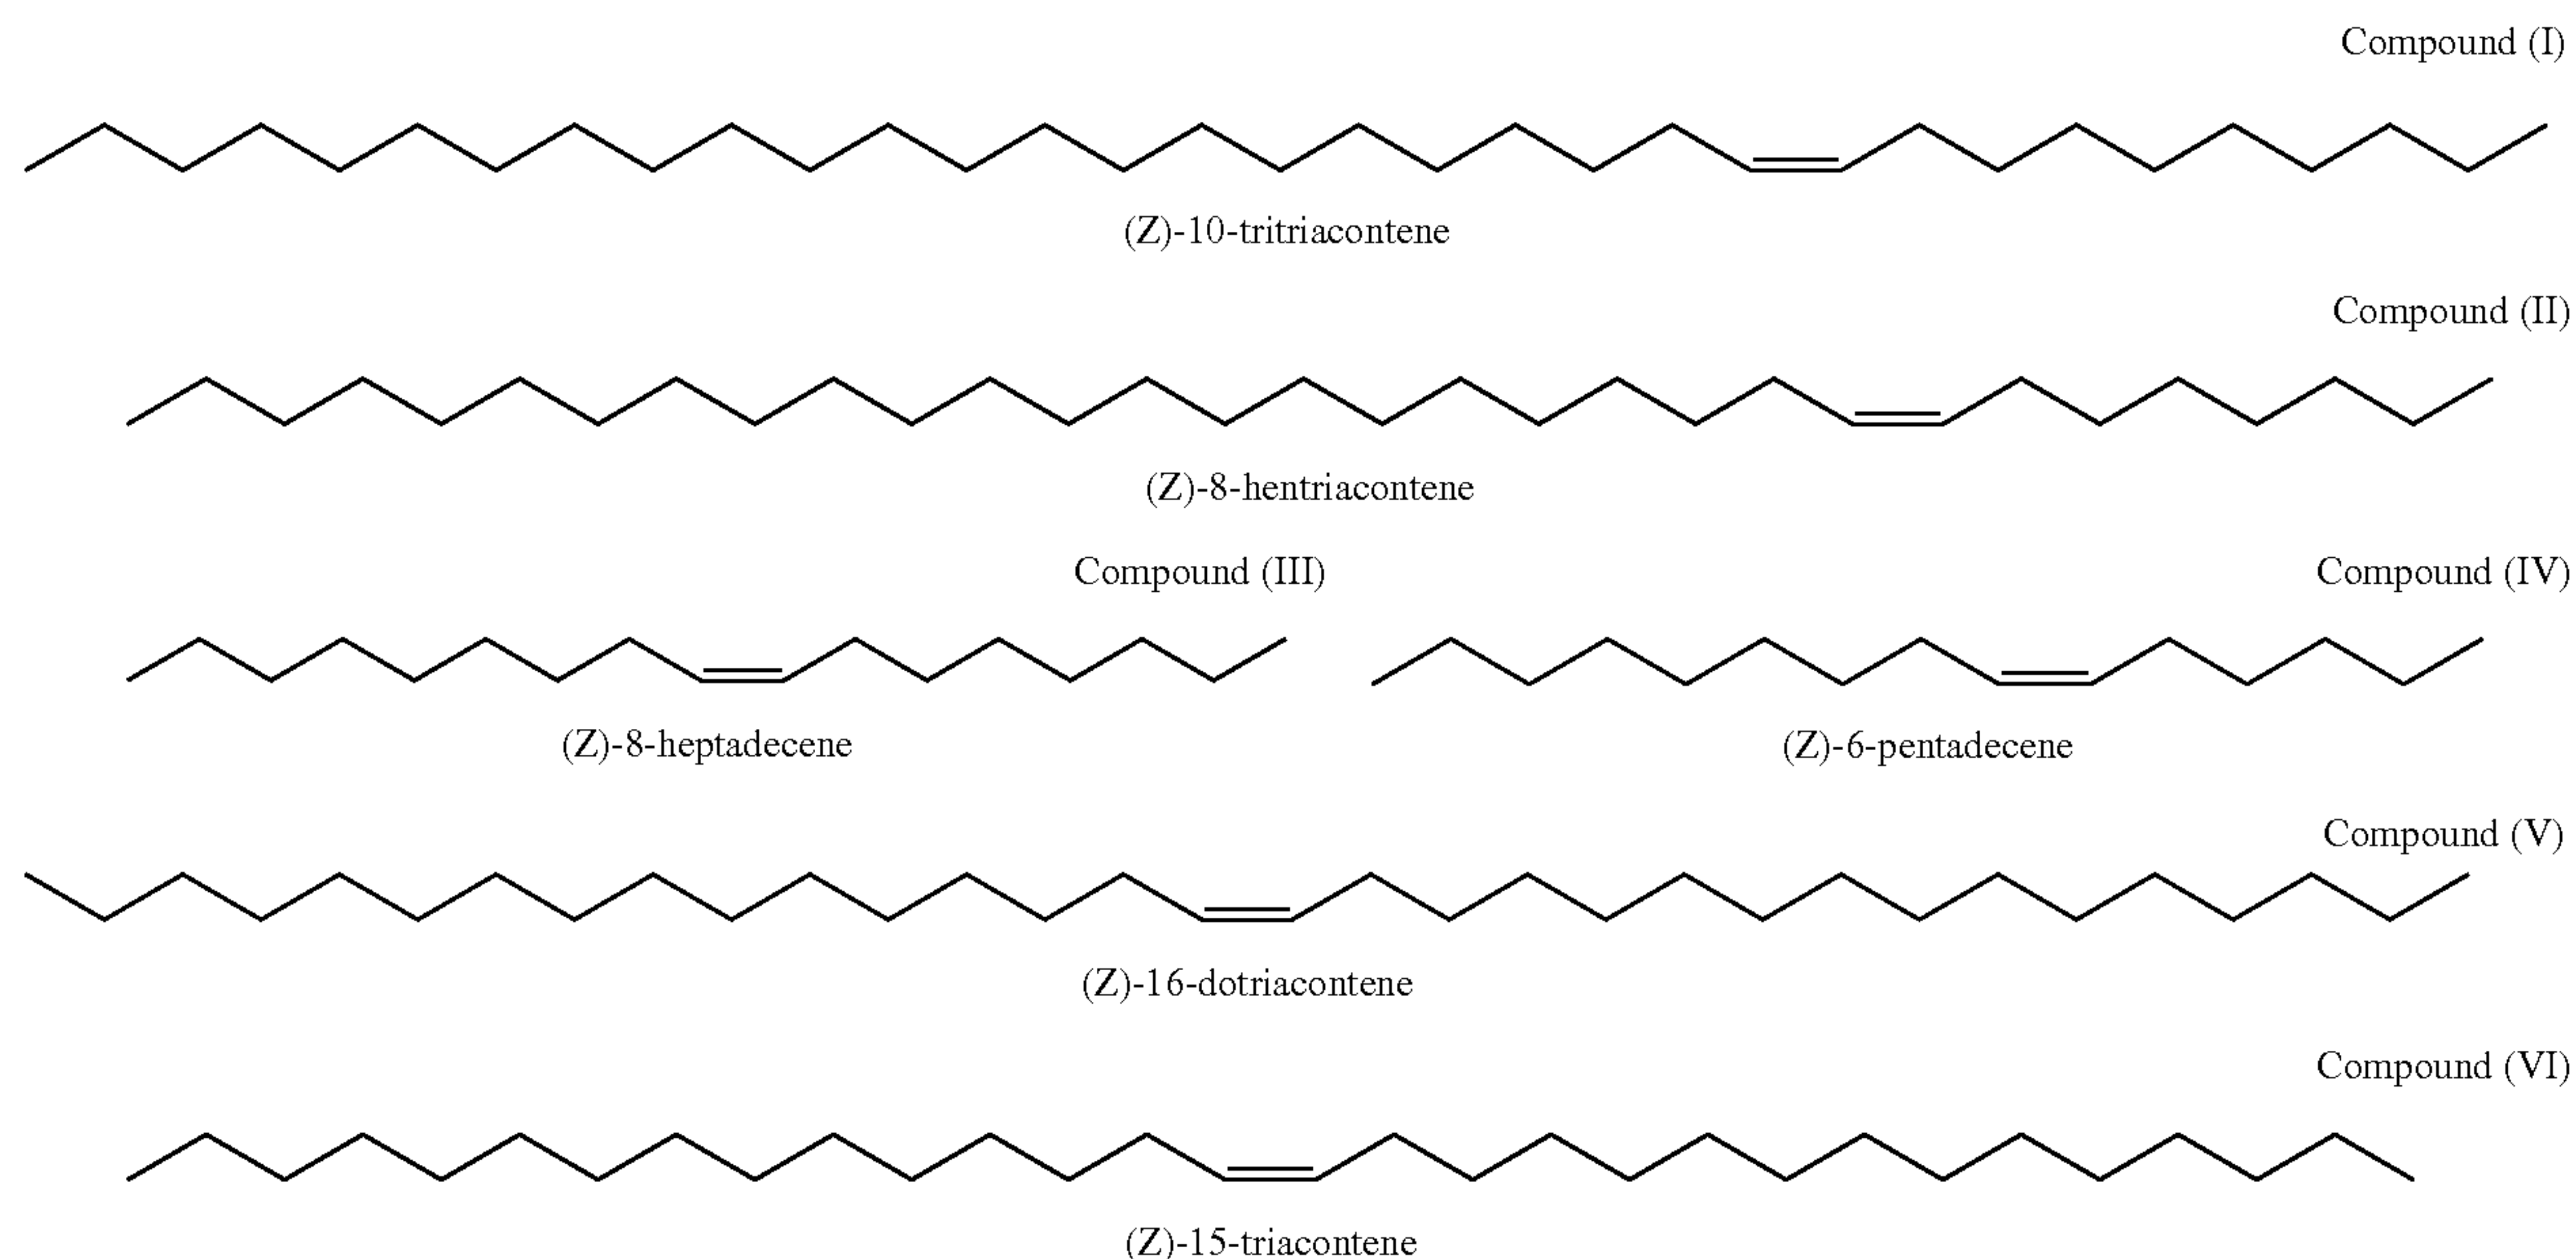 Compound (I)
(Z)-10-tritriacontene
Compound (II)
(Z)-8-hentriacontene
Compound (III)
(Z)-8-heptadecene
Compound (IV)
(Z)-6-pentadecene
Compound (V)
(Z)-16-dotriacontene
Compound (VI)
(Z)-15-triacontene